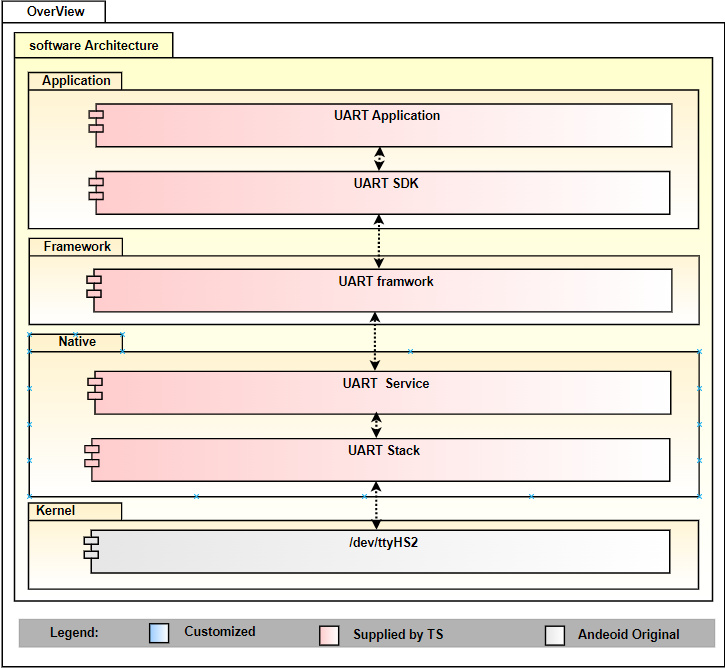 OverView
software Architecture
Application
UART Application
UART SDK
Framework
UART framwork
Native
UART Service
UART Stack
Kernel
/dev/ttyHS2
Legend: Customized Supplied by TS Andeoid Original